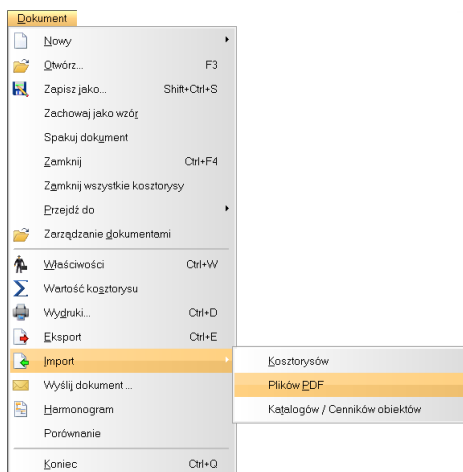 Dokument
Nowy
Otwórz... F3
Zapisz jako... Shift+Ctrl+S
Zachowaj jako wzór
Spakuj dokument
Zamknij Ctrl+F4
Zamknij wszystkie kosztorysy
Przejdź do
Zarządzanie dokumentami
Właściwości Ctrl+W
Wartość kosztorysu
Wydruki... Ctrl+D
Eksport Ctrl+E
Import
Kosztorysów
Wyślij dokument ...
Plików PDF
Harmonogram
Katalogów / Cenników obiektów
Porównanie
Koniec Ctrl+Q